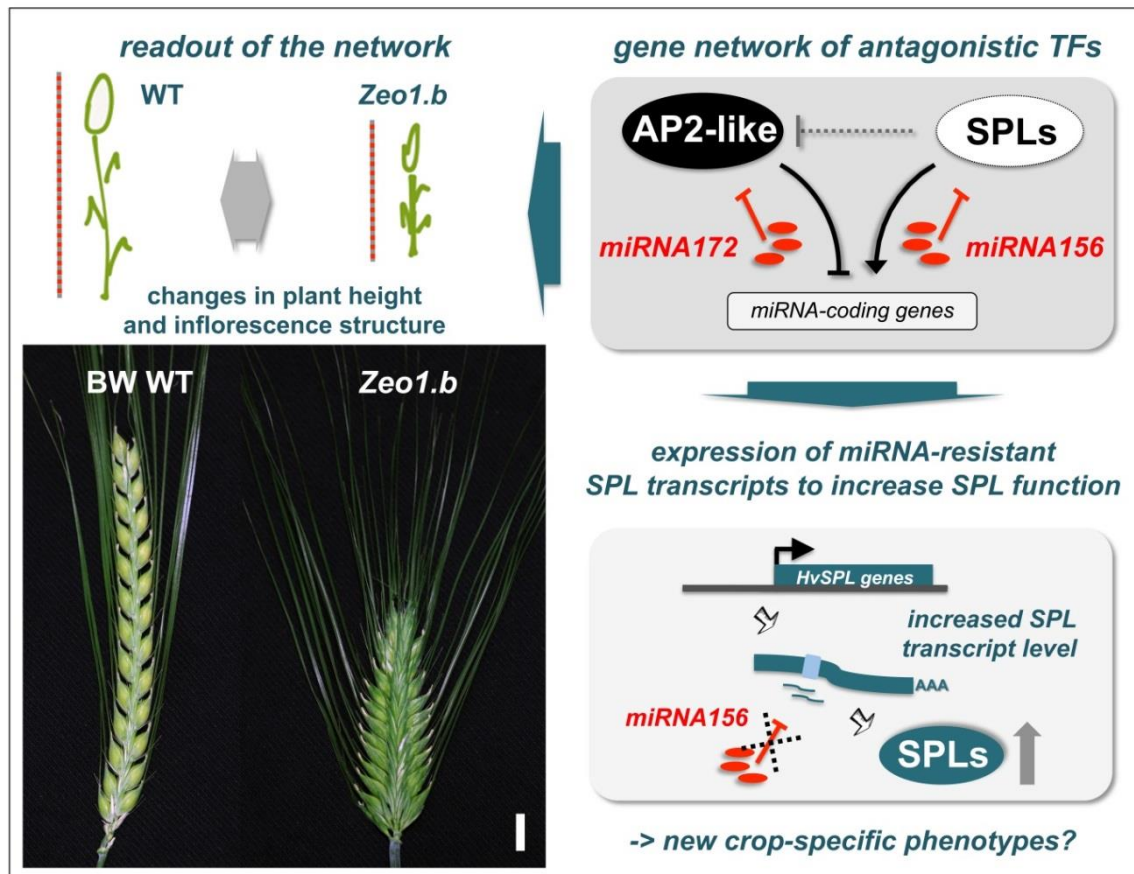 readout of the network
WT
Zeo1.b
changes in plant height
and inflorescence structure
BW WT
Zeo1.b
gene network of antagonistic TFs
AP2-like
SPLs
miRNA172
miRNA156
miRNA-coding genes
expression of miRNA-resistant
SPL transcripts to increase SPL function
HvSPL genes
increased SPL
transcript level
AAA
miRNA156
SPLs
-> new crop-specific phenotypes?